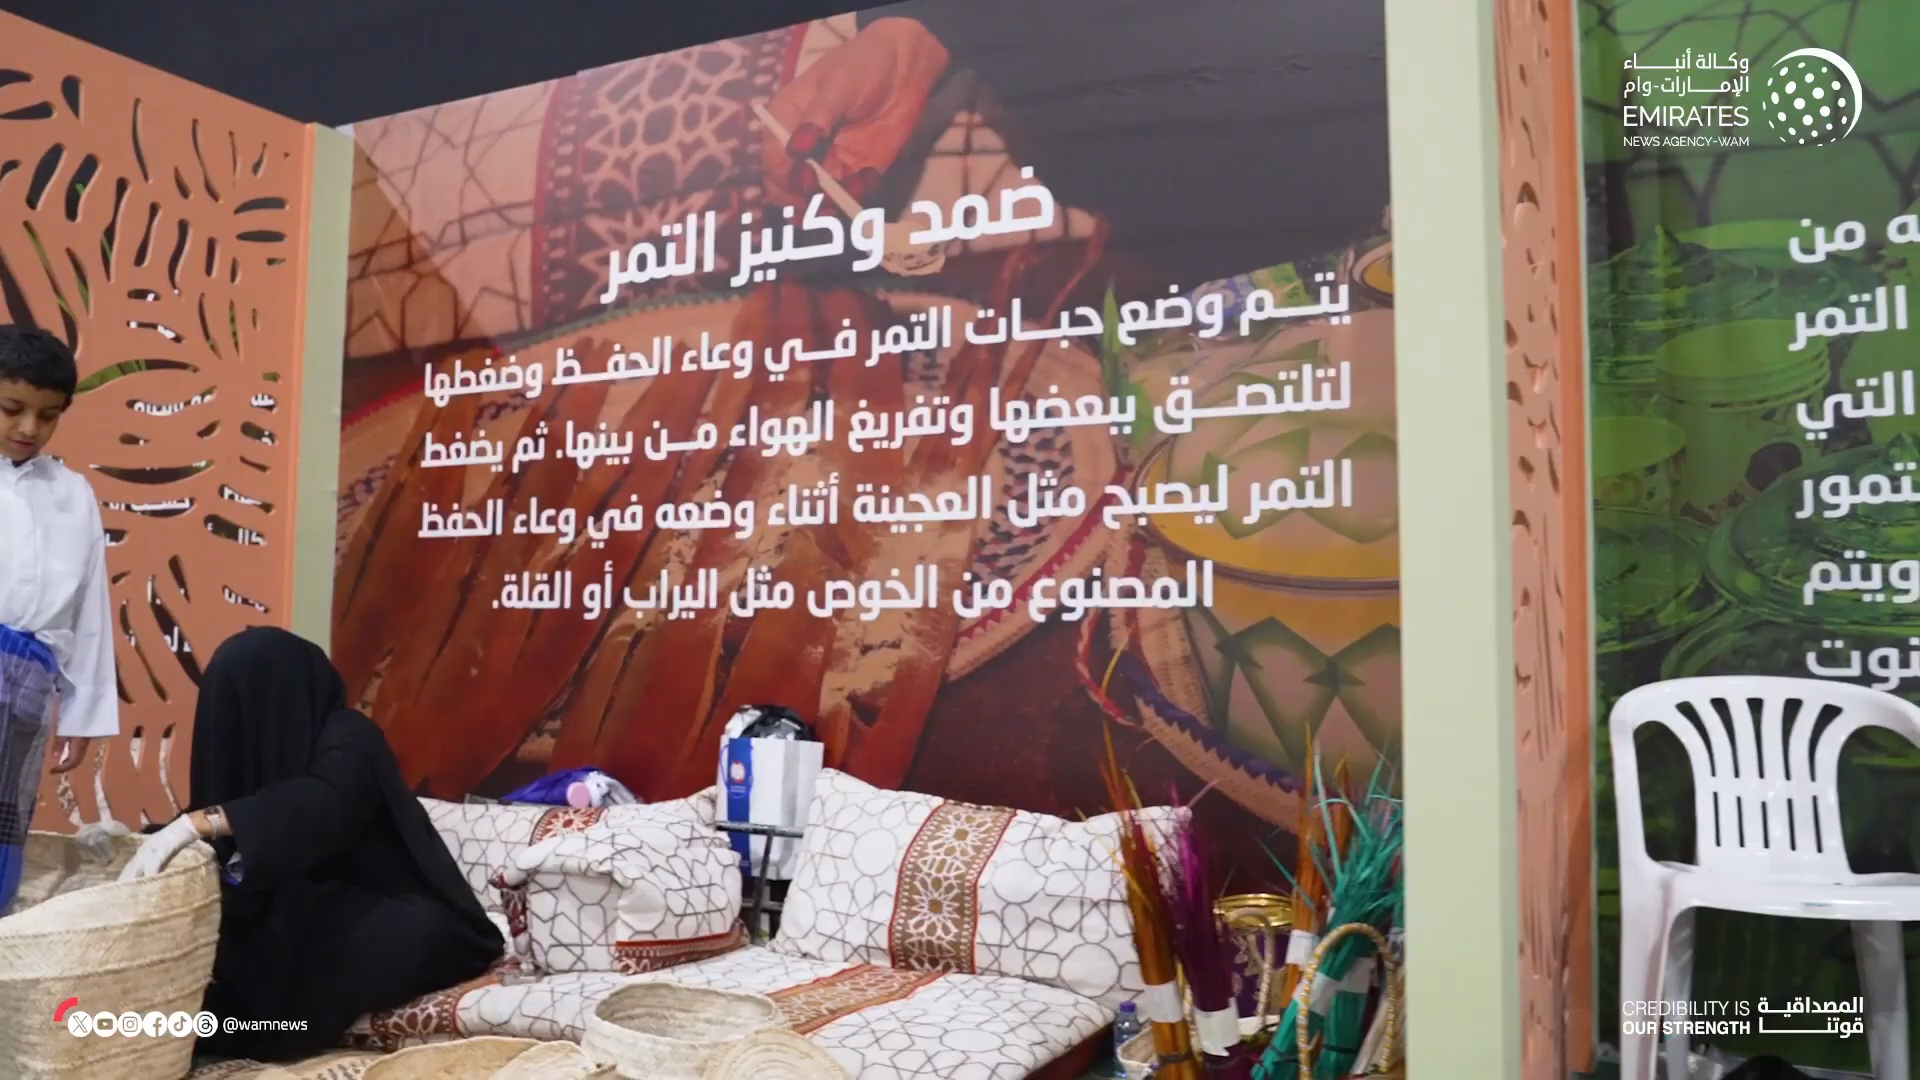 وكالة أنباء
الإمارات-وام
EMIRATES
NEWS AGENCY-WAM
ضمد وكنيز التمر
يتم وضع حبات التمر في وعاء الحفظ وضغطها
لتلتصق ببعضها وتفريغ الهواء من بينها. ثم يضغط
التمر ليصبح مثل العجينة أثناء وضعه في وعاء الحفظ
المصنوع من الخوص مثل اليراب أو القلة.
من
التمر
التي
ويتم
@wamnews
CREDIBILITY IS
OUR STRENGTH
المصداقية
قوتنا